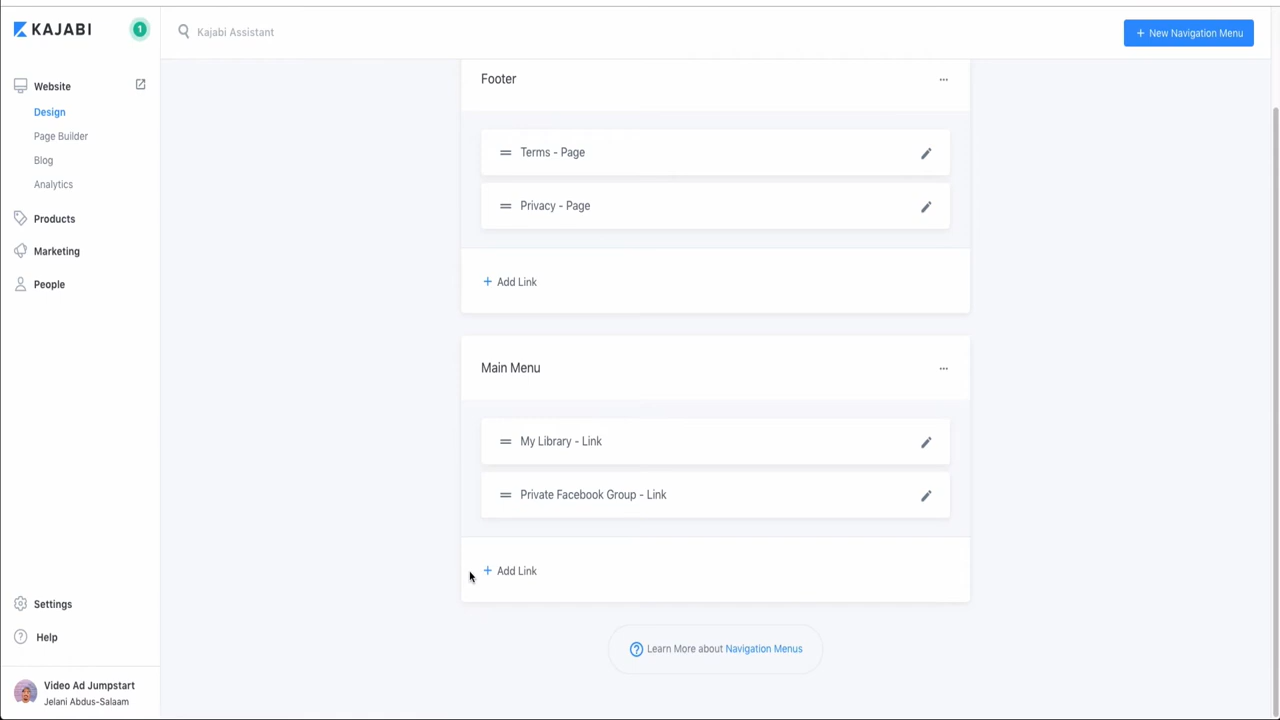 KAJABI
1
Kajabi Assistant
+ New Navigation Menu
Website
Design
Page Builder
Blog
Analytics
Products
Marketing
People
Settings
Help
Video Ad Jumpstart
Jelani Abdus-Salaam
Footer
Terms - Page
Privacy - Page
+ Add Link
Main Menu
My Library - Link
Private Facebook Group - Link
+ Add Link
? Learn More about Navigation Menus